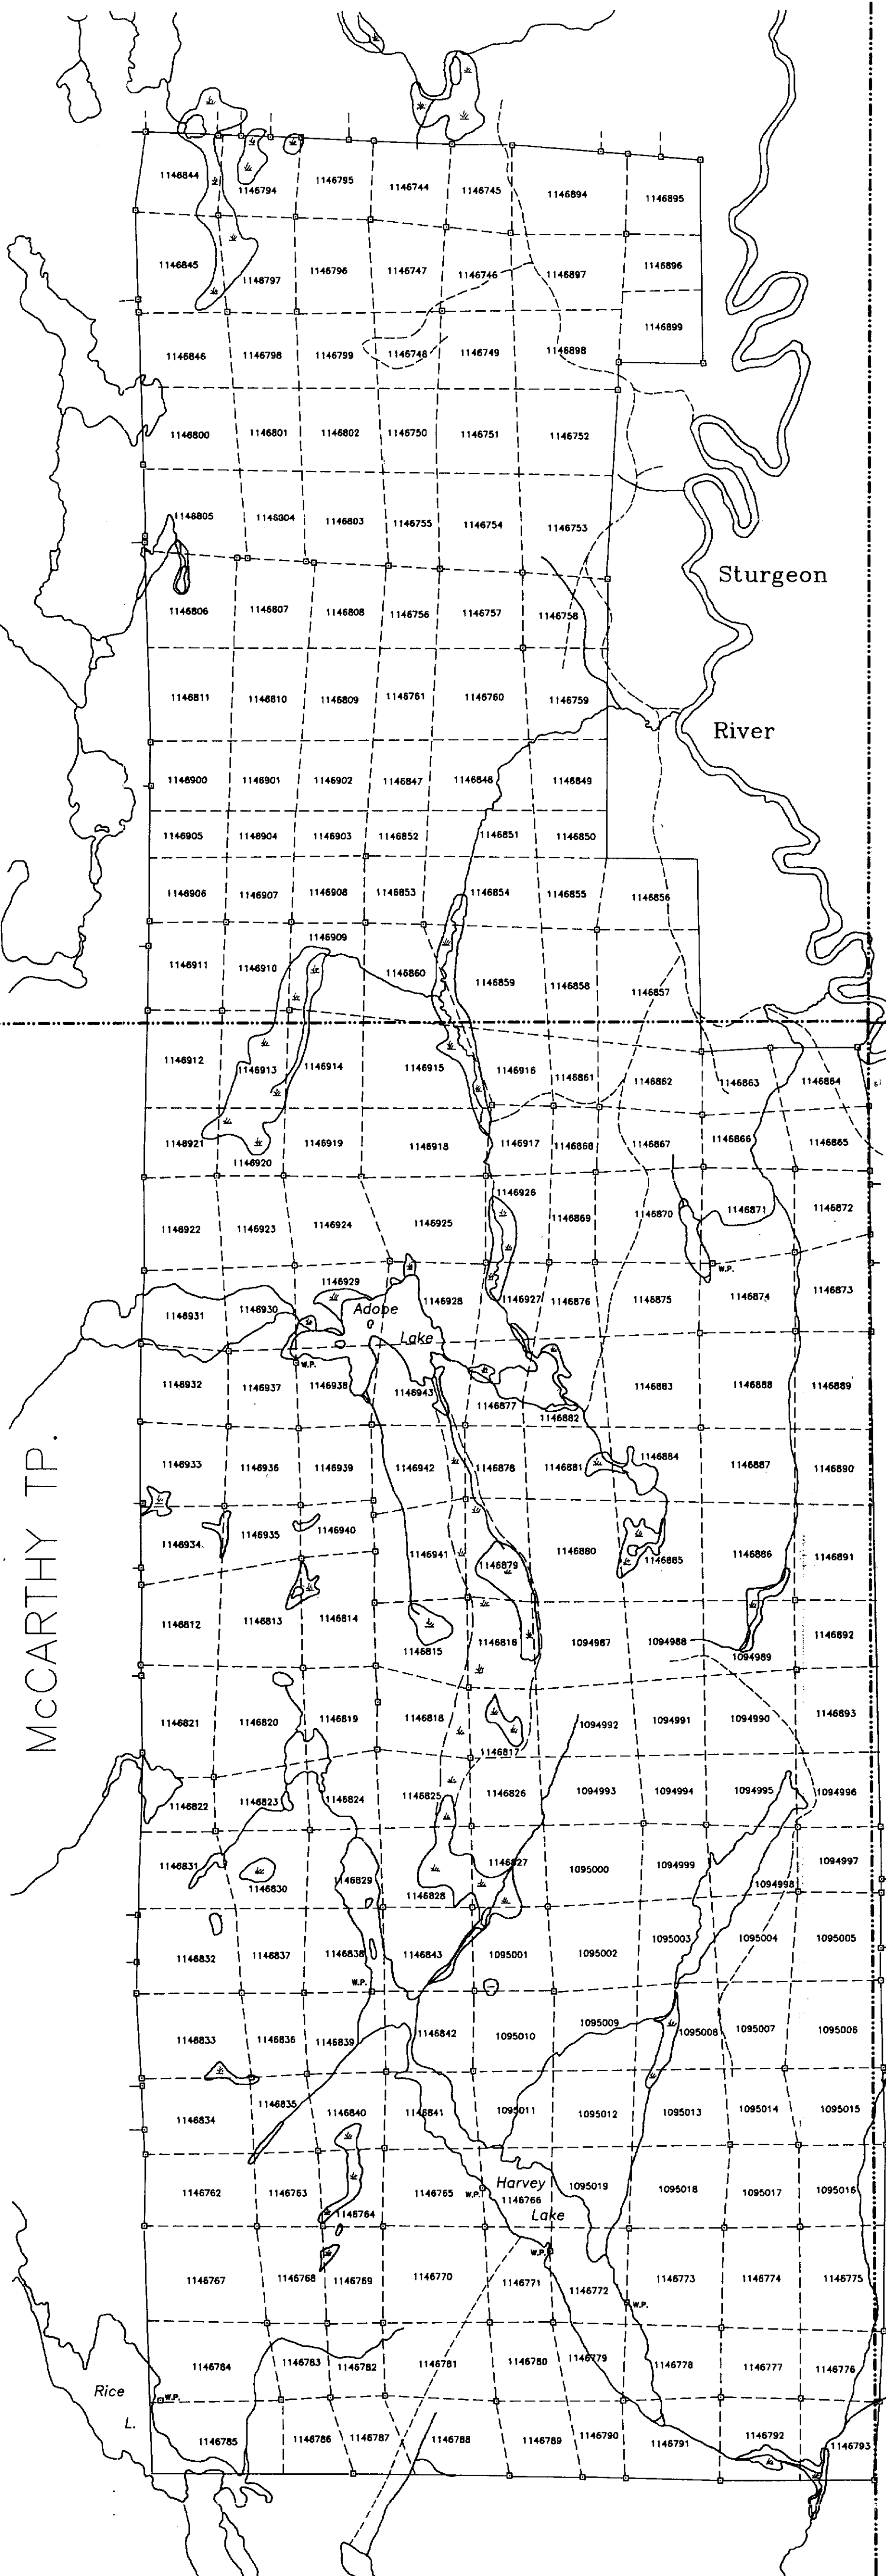 1146844 1146794 1146795 1146744 1146745 1146894 1146895
1146845 1146797 1146796 1146747 1146746 1146897 1146896
1146899
1146846 1146798 1146799 1146748 1146749 1146898
1146800 1146801 1146802 1146750 1146751 1146752
1146805 1146804 1146803 1146755 1146754 1146753
Sturgeon
1146806 1146807 1146808 1146756 1146757 1146758
1146811 1146810 1146809 1146761 1146760 1146759
River
1146900 1146901 1146902 1146847 1146848 1146849
1146905 1146904 1146903 1146852 1146851 1146850
1146906 1146907 1146908 1146853 1146854 1146855 1146856
1146909
1146911 1146910 1146860 1146859 1146858 1146857
1146912 1146913 1146914 1146915 1146916 1146861 1146862 1146863 1146864
1146921 1146920 1146919 1146918 1146917 1146868 1146867 1146866 1146865
1146922 1146923 1146924 1146925 1146926 1146869 1146870 1146871 1146872
W.P.
1146931 1146930 1146929 1146928 1146927 1146876 1146875 1146874 1146873
Adobe
Lake
W.P.
1146932 1146937 1146938 1146943 1146877 1146882 1146883 1146888 1146889
1146933 1146936 1146939 1146942 1146878 1146881 1146884 1146887 1146890
McCARTHY TP.
1146934 1146935 1146940 1146941 1146879 1146880 1146885 1146886 1146891
1146812 1146813 1146814 1146815 1146816 1094987 1094988 1094989 1146892
1146821 1146820 1146819 1146818 1146817 1094992 1094991 1094990 1146893
1146822 1146823 1146824 1146825 1146826 1094993 1094994 1094995 1094996
1146831 1146830 1146829 1146828 1146827 1095000 1094999 1094998 1094997
1146832 1146837 1146838 1146843 1095001 1095002 1095003 1095004 1095005
W.P.
1146833 1146836 1146839 1146842 1095010 1095009 1095008 1095007 1095006
1146834 1146835 1146840 1146841 1095011 1095012 1095013 1095014 1095015
1146762 1146763 1146764 1146765 1146766 1095019 1095018 1095017 1095016
W.P.
Harvey
Lake
W.P.
1146767 1146768 1146769 1146770 1146771 1146772 1146773 1146774 1146775
W.P.
1146784 1146783 1146782 1146781 1146780 1146779 1146778 1146777 1146776
Rice
L.
W.P.
1146785 1146786 1146787 1146788 1146789 1146790 1146791 1146792 1146793